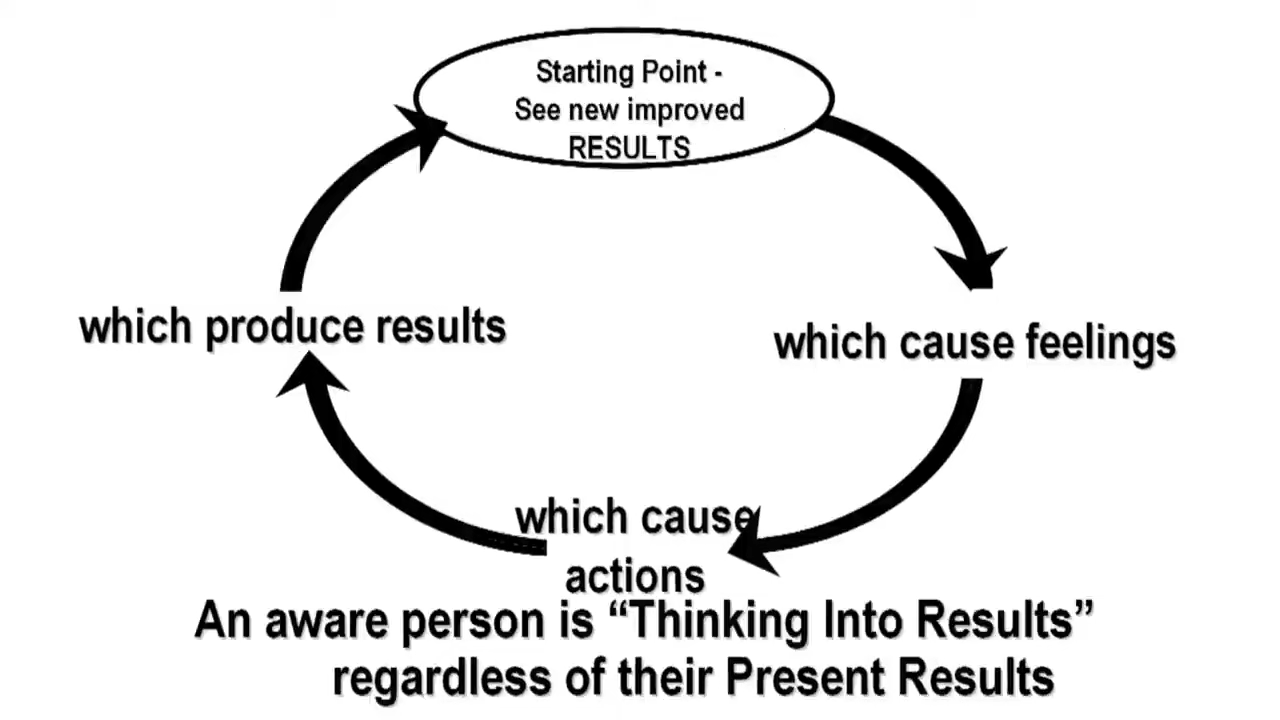 Starting Point -
See new improved
RESULTS
which cause feelings
which cause
actions
which produce results
An aware person is “Thinking Into Results”
regardless of their Present Results